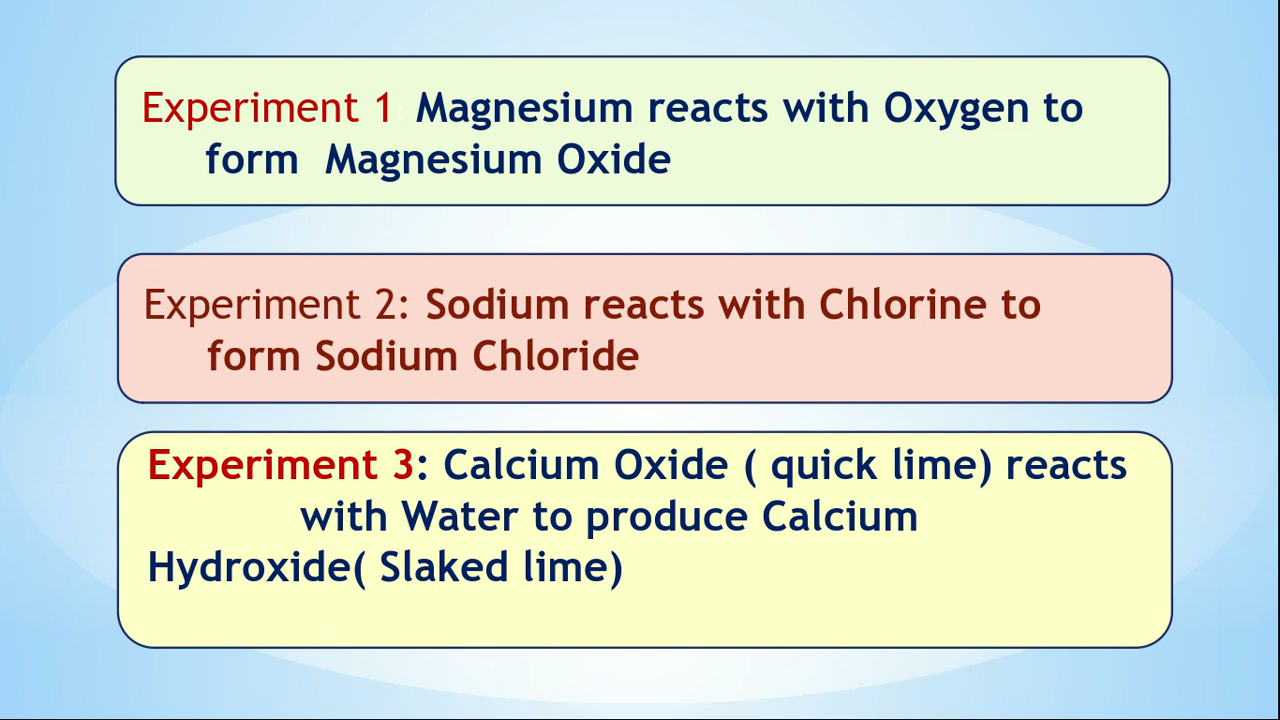 Experiment 1: Magnesium reacts with Oxygen to
form Magnesium Oxide
Experiment 2: Sodium reacts with Chlorine to
form Sodium Chloride
Experiment 3: Calcium Oxide ( quick lime) reacts
with Water to produce Calcium
Hydroxide( Slaked lime)